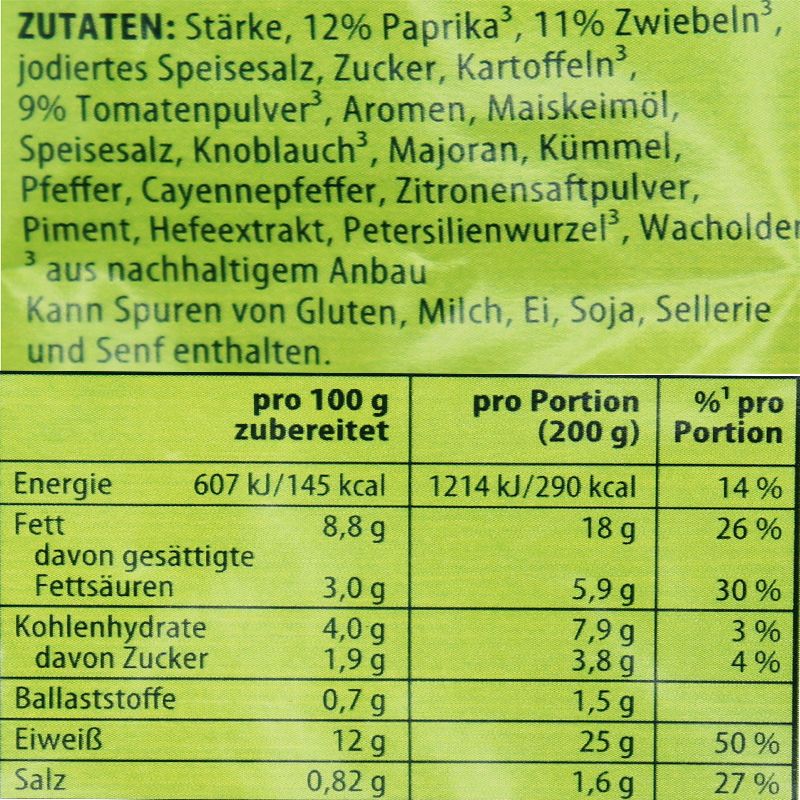 ZUTATEN: Stärke, 12% Paprika³, 11% Zwiebeln³,
jodiertes Speisesalz, Zucker, Kartoffeln³,
9% Tomatenpulver³, Aromen, Maiskeimöl,
Speisesalz, Knoblauch³, Majoran, Kümmel,
Pfeffer, Cayennepfeffer, Zitronensaftpulver,
Piment, Hefeextrakt, Petersilienwurzel³, Wacholder
³ aus nachhaltigem Anbau
Kann Spuren von Gluten, Milch, Ei, Soja, Sellerie
und Senf enthalten.
pro 100 g pro Portion %¹ pro
zubereitet (200 g) Portion
Energie 607 kJ/145 kcal 1214 kJ/290 kcal 14 %
Fett 8,8 g 18 g 26 %
davon gesättigte
Fettsäuren 3,0 g 5,9 g 30 %
Kohlenhydrate 4,0 g 7,9 g 3 %
davon Zucker 1,9 g 3,8 g 4 %
Ballaststoffe 0,7 g 1,5 g
Eiweiß 12 g 25 g 50 %
Salz 0,82 g 1,6 g 27 %